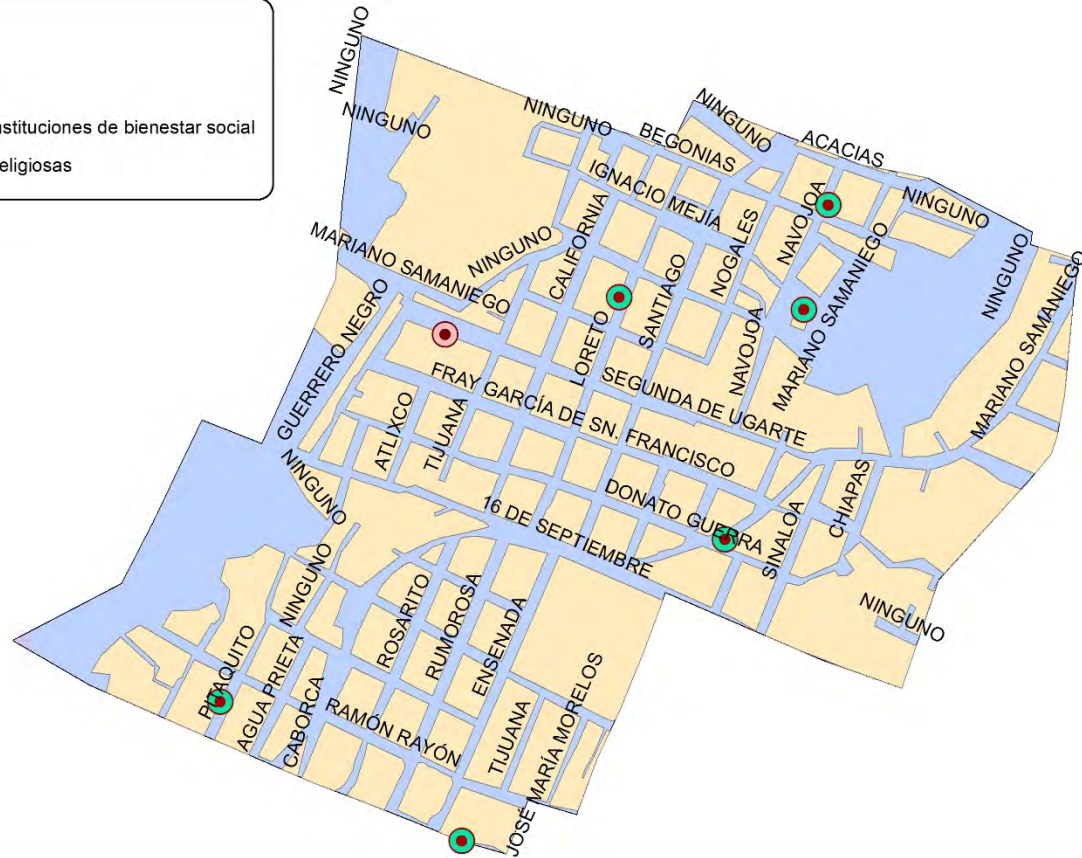 nstituciones de bienestar social
eligiosas
NINGUNO
NINGUNO
NINGUNO
BEGONIAS
NINGUNO
ACACIAS
IGNACIO MEJÍA
NAVOJOA
NINGUNO
MARIANO SAMANIEGO
NINGUNO
CALIFORNIA
SANTIAGO
NOGALES
MARIANO SAMANIEGO
NINGUNO
MARIANO SAMANIEGO
GUERRERO NEGRO
LORETO
NAVOJOA
SEGUNDA DE UGARTE
FRAY GARCÍA DE SN. FRANCISCO
ATLIXCO
TIJUANA
NINGUNO
16 DE SEPTIEMBRE
DONATO GUERRA
SINALOA
CHIAPAS
NINGUNO
NINGUNO
ROSARITO
RUMOROSA
ENSENADA
PITAQUITO
AGUA PRIETA
CABORCA
RAMÓN RAYÓN
TIJUANA
JOSÉ MARÍA MORELOS